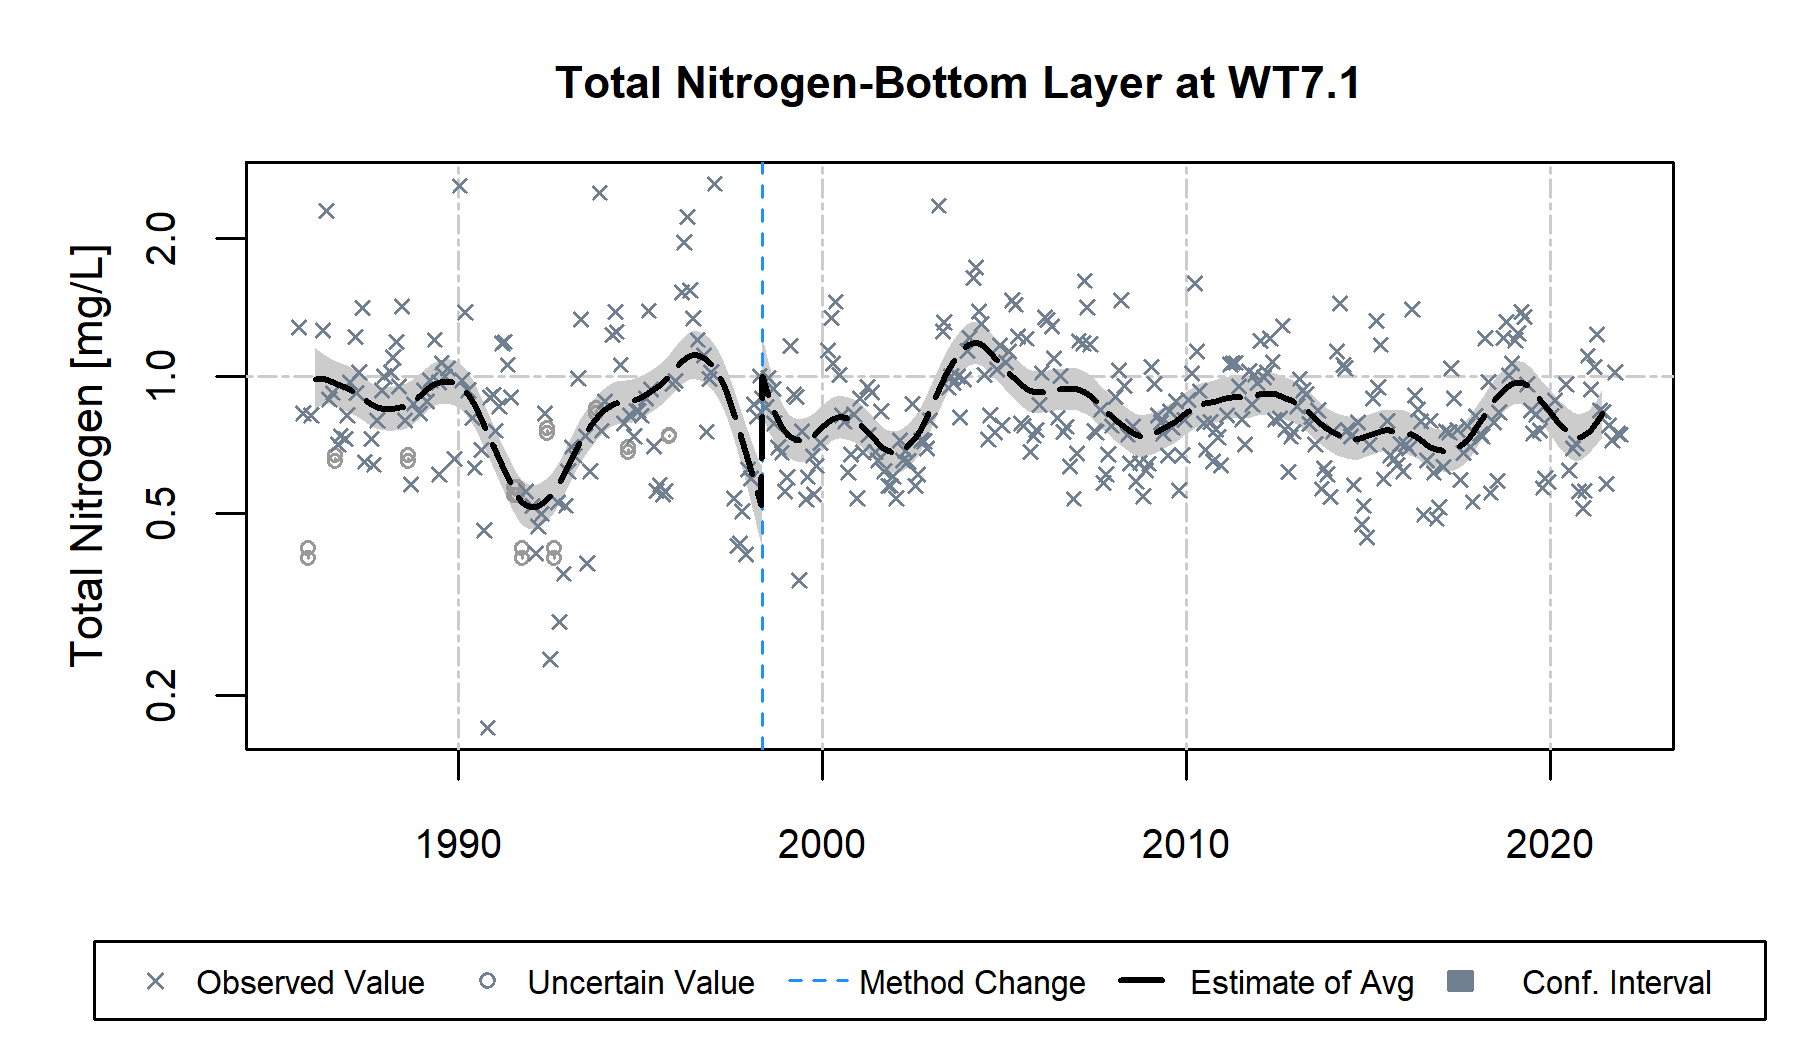 Total Nitrogen-Bottom Layer at WT7.1
Total Nitrogen [mg/L]
2.0
1.0
0.5
0.2
1990 2000 2010 2020
Observed Value Uncertain Value Method Change Estimate of Avg Conf. Interval